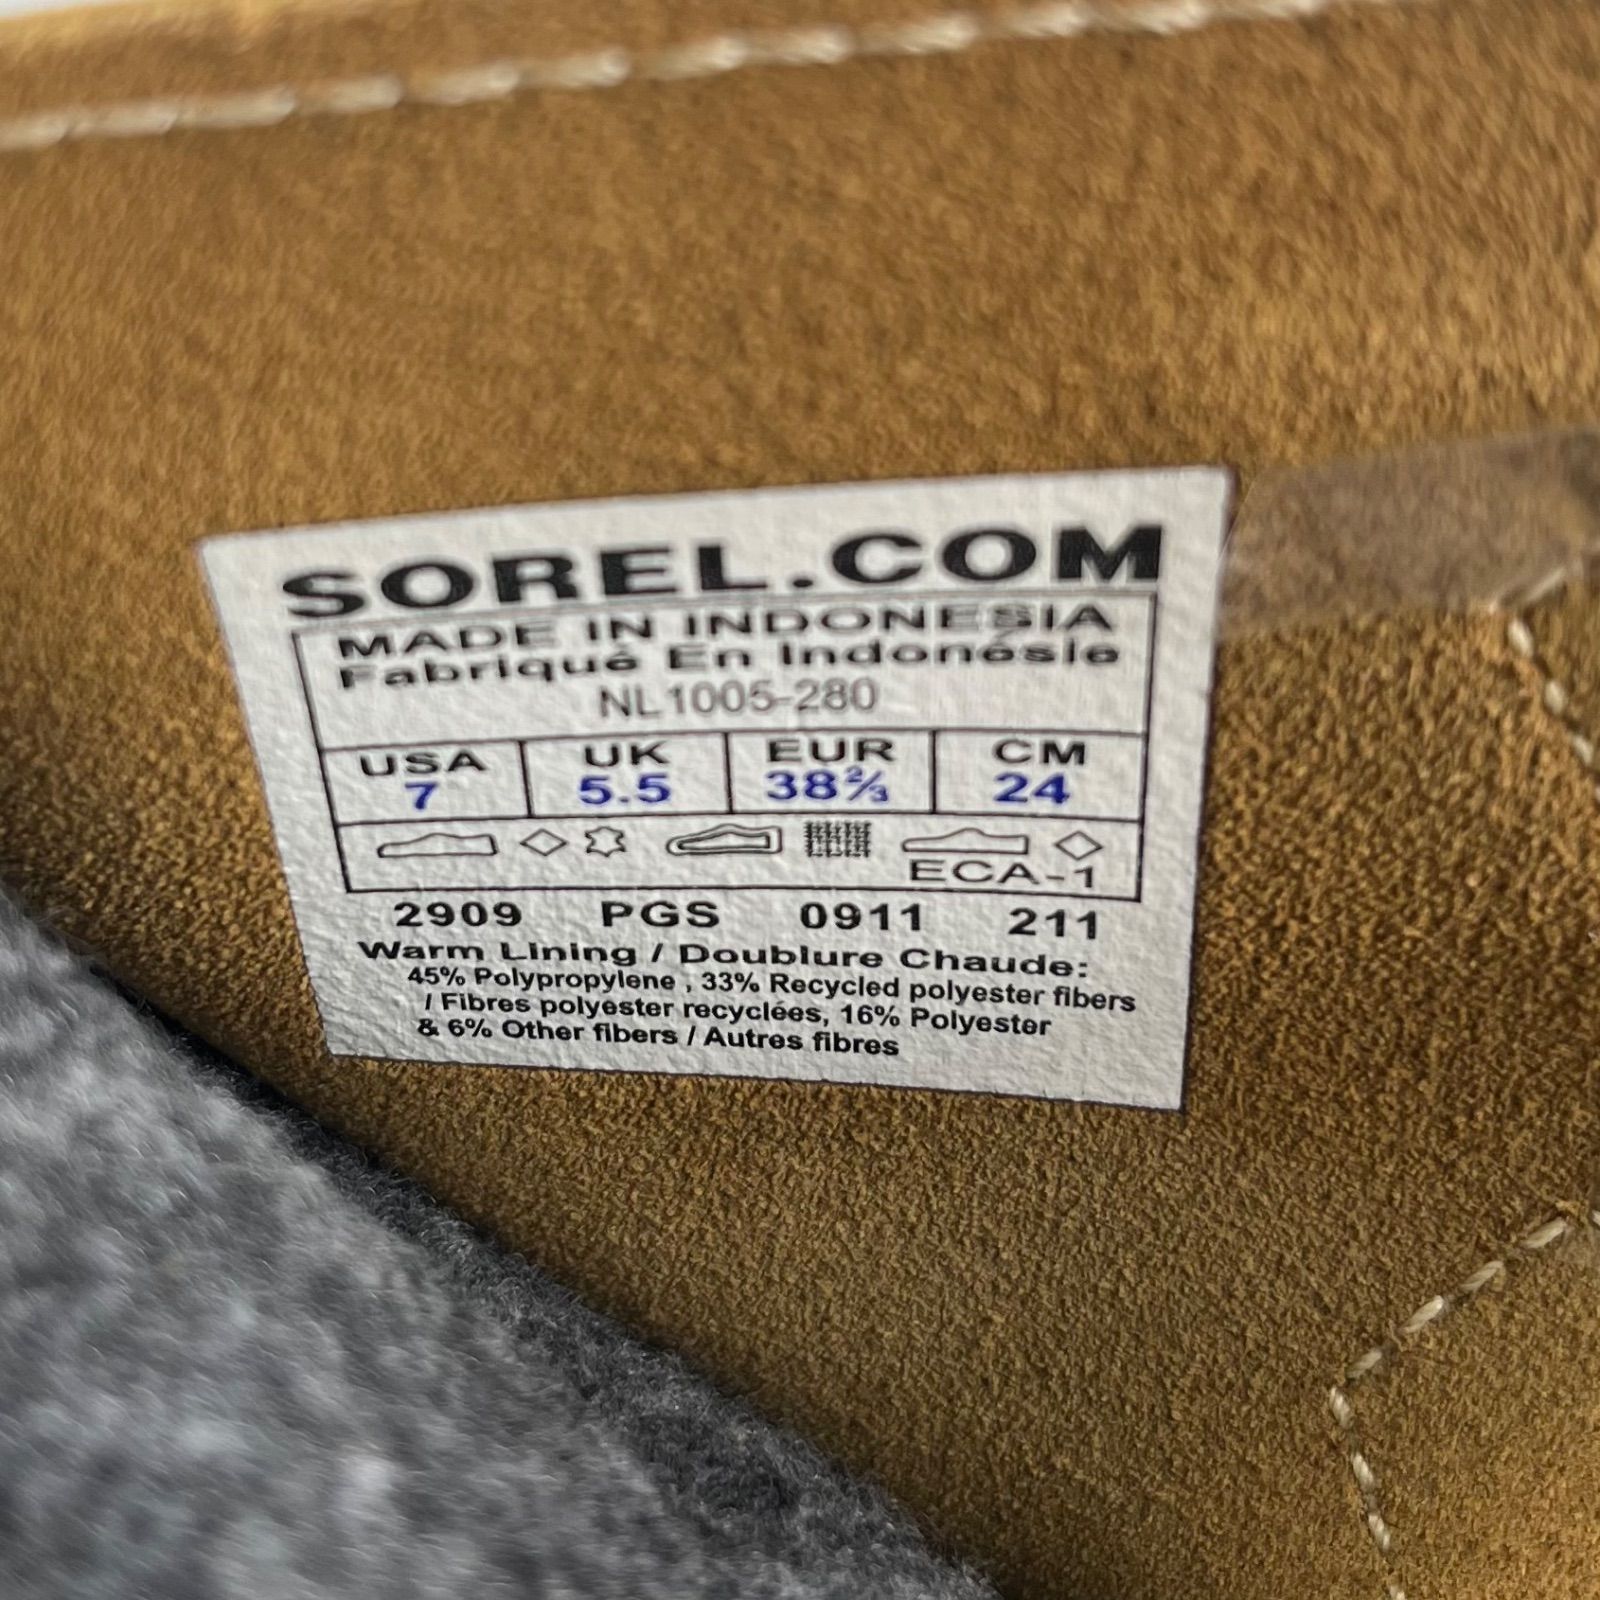 SOREL.COM
MADE IN INDONESIA
Fabriqué En Indonésie
NL1005-280
USA UK EUR CM
7 5.5 38⅔ 24
ECA-1
2909 PGS 0911 211
Warm Lining / Doublure Chaude:
45% Polypropylene , 33% Recycled polyester fibers
/ Fibres polyester recyclées, 16% Polyester
& 6% Other fibers / Autres fibres